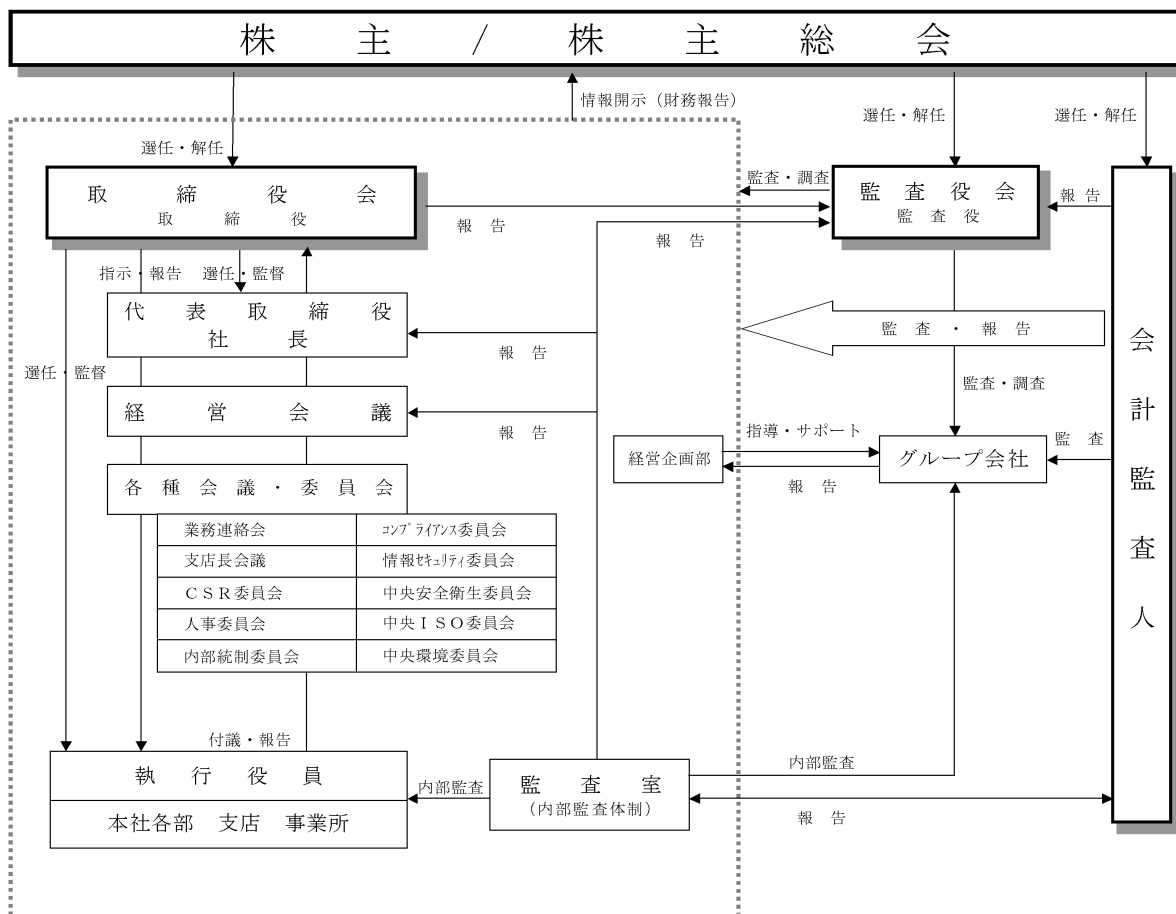 株主/株主総会
情報開示（財務報告）
選任・解任
選任・解任
選任・解任
取締役会
取締役
報告
監査・調査
報告
監査役会
監査役
報告
指示・報告
選任・監督
代表取締役
社長
報告
監査・報告
会計監査人
選任・監督
監査・調査
経営会議
報告
経営企画部
指導・サポート
報告
グループ会社
監査
各種会議・委員会
業務連絡会
コンプライアンス委員会
支店長会議
情報セキュリティ委員会
ＣＳＲ委員会
中央安全衛生委員会
人事委員会
中央ＩＳＯ委員会
内部統制委員会
中央環境委員会
付議・報告
執行役員
本社各部　支店　事業所
内部監査
監査室
（内部監査体制）
内部監査
報告